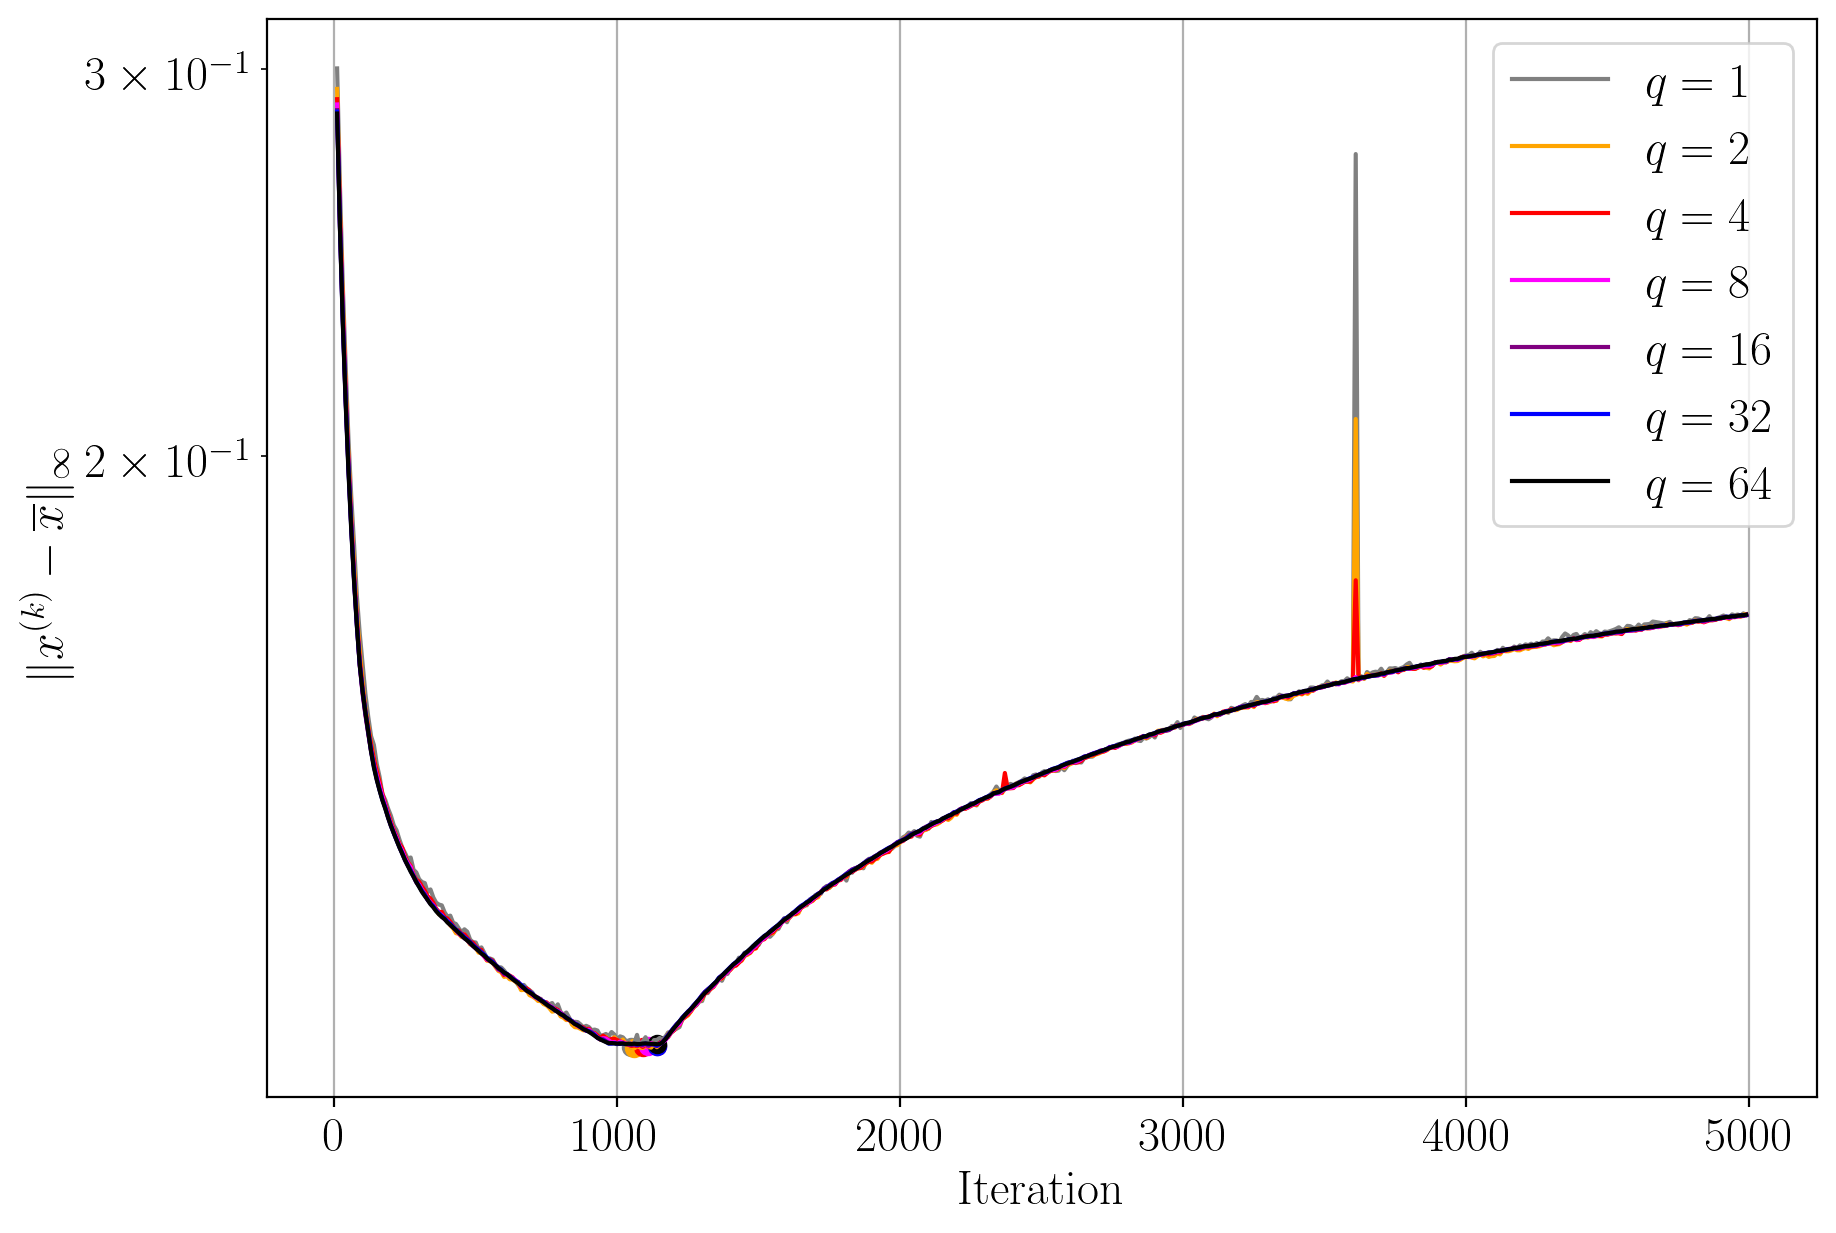 3 × 10⁻¹
2 × 10⁻¹
‖x⁽ᵏ⁾ − x̅‖∞
q = 1
q = 2
q = 4
q = 8
q = 16
q = 32
q = 64
0 1000 2000 3000 4000 5000
Iteration